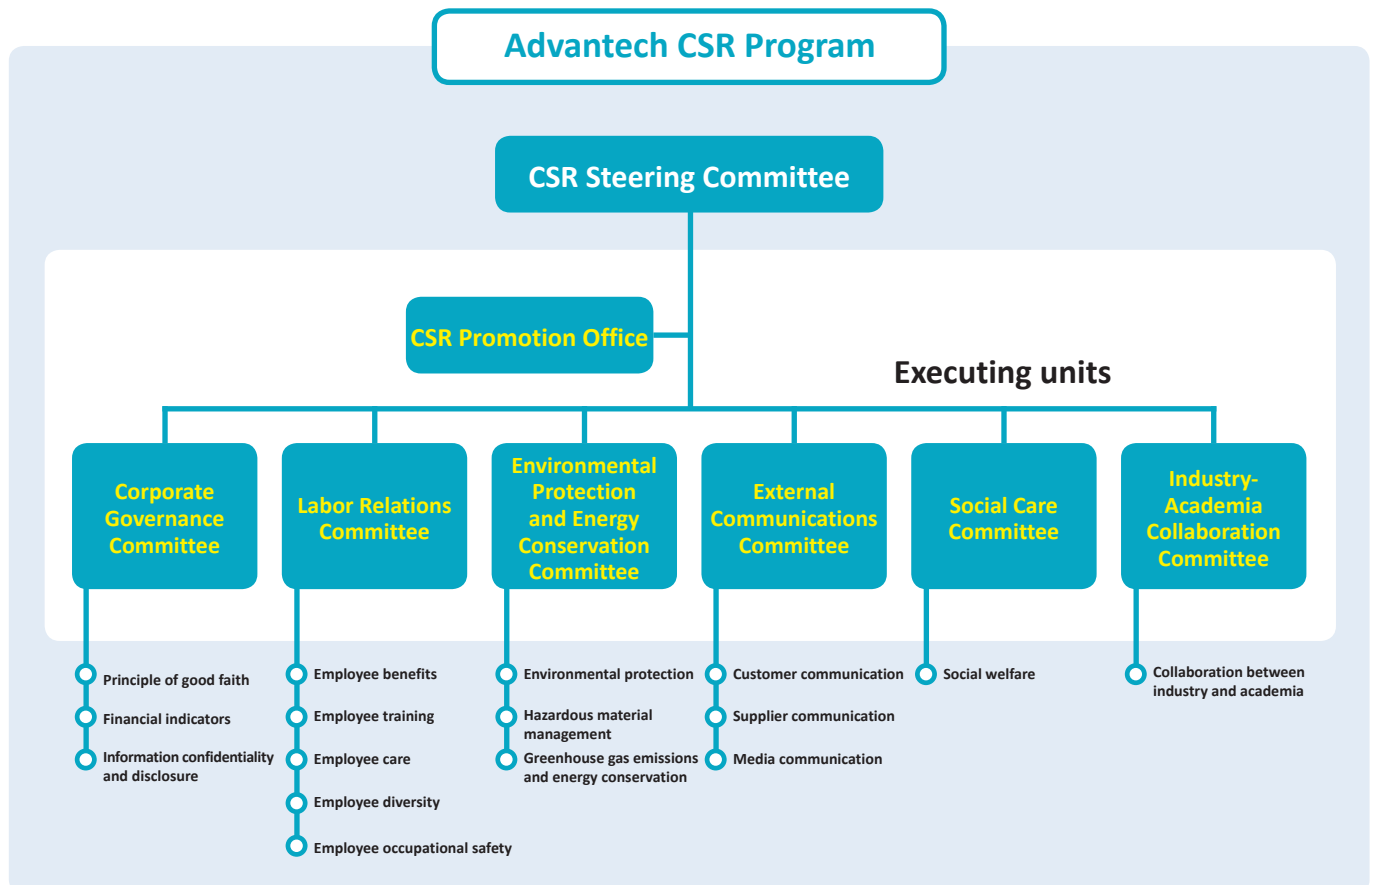 Advantech CSR Program
CSR Steering Committee
CSR Promotion Office
Executing units
Corporate
Governance
Committee
Labor Relations
Committee
Environmental
Protection
and Energy
Conservation
Committee
External
Communications
Committee
Social Care
Committee
Industry-
Academia
Collaboration
Committee
Principle of good faith
Financial indicators
Information confidentiality
and disclosure
Employee benefits
Employee training
Employee care
Employee diversity
Employee occupational safety
Environmental protection
Hazardous material
management
Greenhouse gas emissions
and energy conservation
Customer communication
Supplier communication
Media communication
Social welfare
Collaboration between
industry and academia